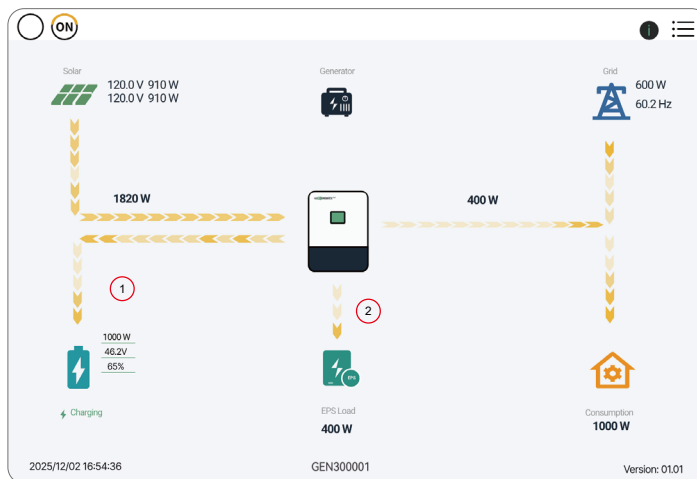 ON
i
Solar
120.0 V 910 W
120.0 V 910 W
Generator
Grid
600 W
60.2 Hz
1820 W
400 W
1
2
1000 W
46.2V
65%
EPS
Charging
EPS Load
400 W
Consumption
1000 W
2025/12/02 16:54:36
GEN300001
Version: 01.01